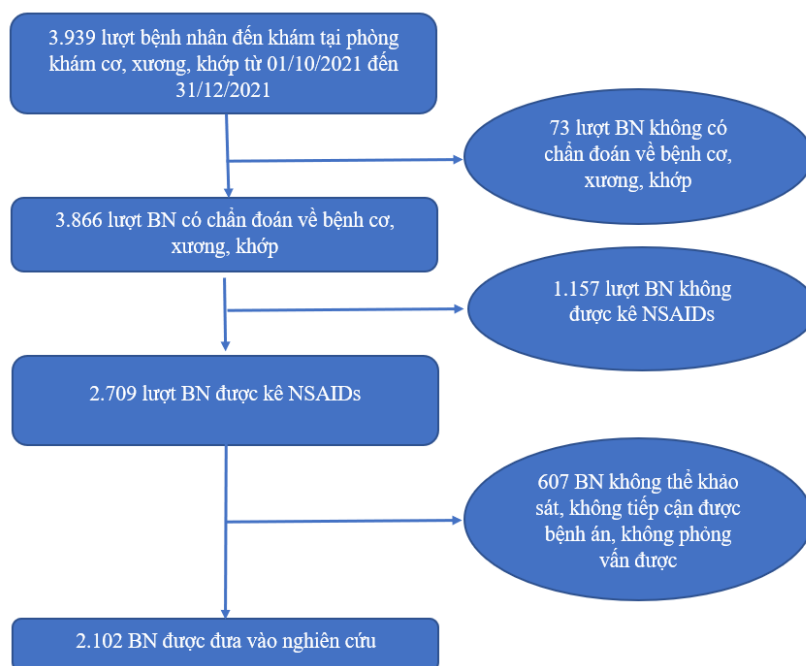 3.939 lượt bệnh nhân đến khám tại phòng
khám cơ, xương, khớp từ 01/10/2021 đến
31/12/2021
73 lượt BN không có
chẩn đoán về bệnh cơ,
xương, khớp
3.866 lượt BN có chẩn đoán về bệnh cơ,
xương, khớp
1.157 lượt BN không
được kê NSAIDs
2.709 lượt BN được kê NSAIDs
607 BN không thể khảo
sát, không tiếp cận được
bệnh án, không phỏng
vấn được
2.102 BN được đưa vào nghiên cứu